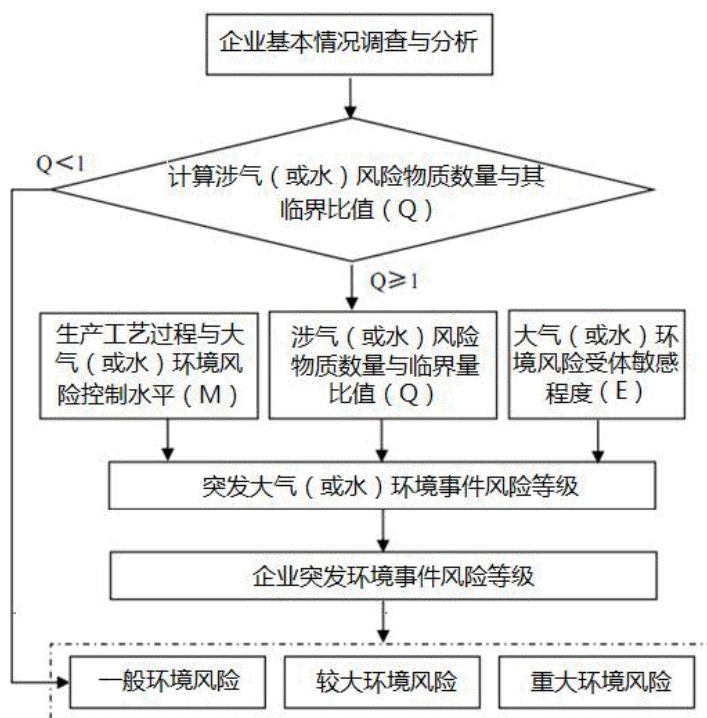 企业基本情况调查与分析
Q＜1
计算涉气（或水）风险物质数量与其
临界比值（Q）
Q≥1
生产工艺过程与大
气（或水）环境风
险控制水平（M）
涉气（或水）风险
物质数量与临界量
比值（Q）
大气（或水）环
境风险受体敏感
程度（E）
突发大气（或水）环境事件风险等级
企业突发环境事件风险等级
一般环境风险
较大环境风险
重大环境风险